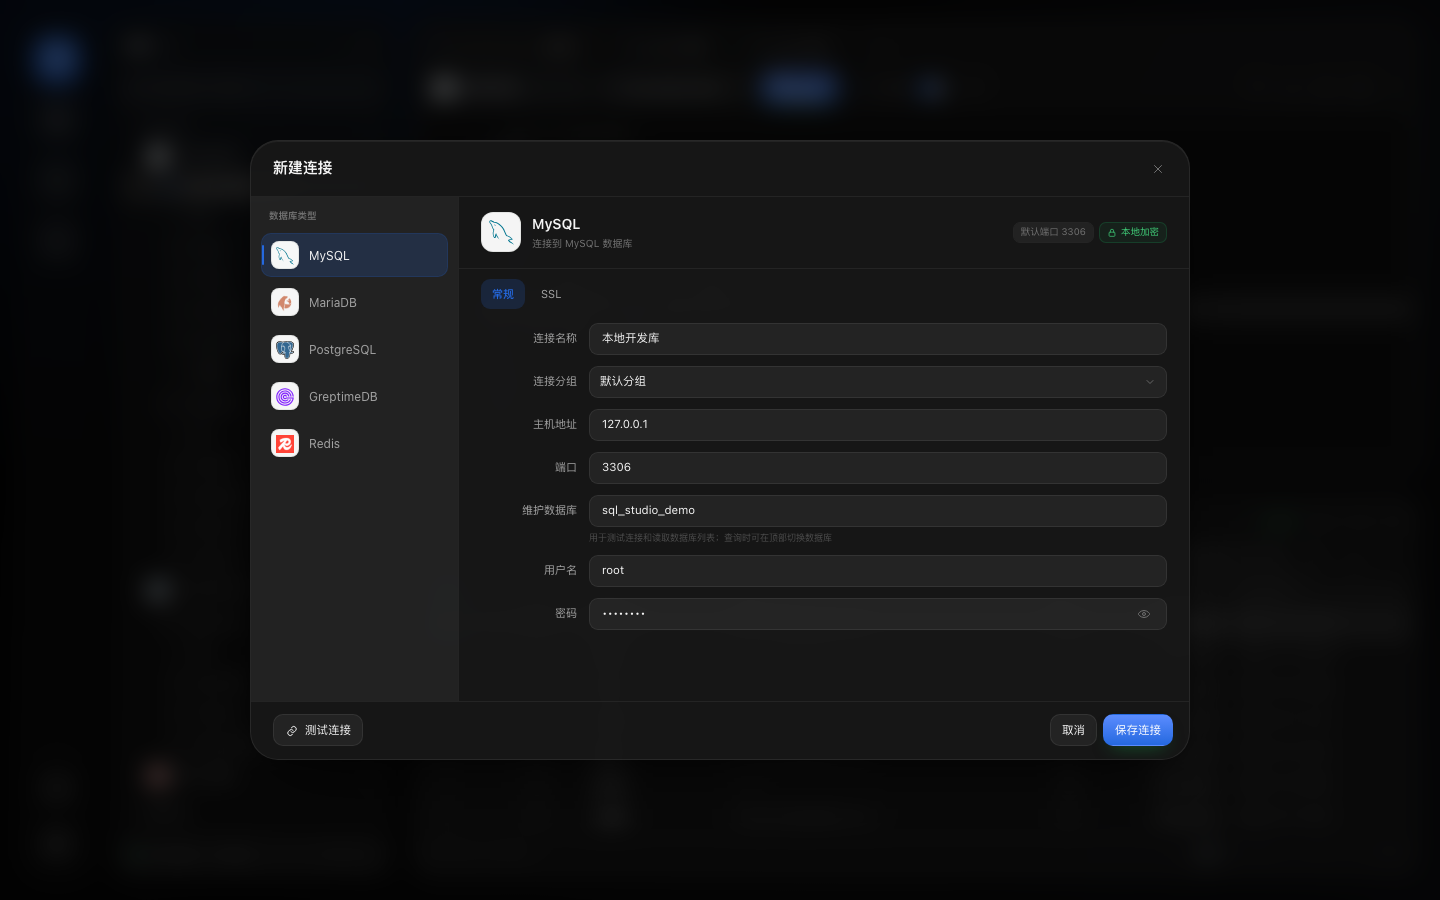 新建连接
数据库类型
MySQL
MariaDB
PostgreSQL
GreptimeDB
Redis
MySQL
连接到 MySQL 数据库
默认端口 3306
本地加密
常规
SSL
连接名称
本地开发库
连接分组
默认分组
主机地址
127.0.0.1
端口
3306
维护数据库
sql_studio_demo
用于测试连接和读取数据库列表；查询时可在顶部切换数据库
用户名
root
密码
••••••••
测试连接
取消
保存连接